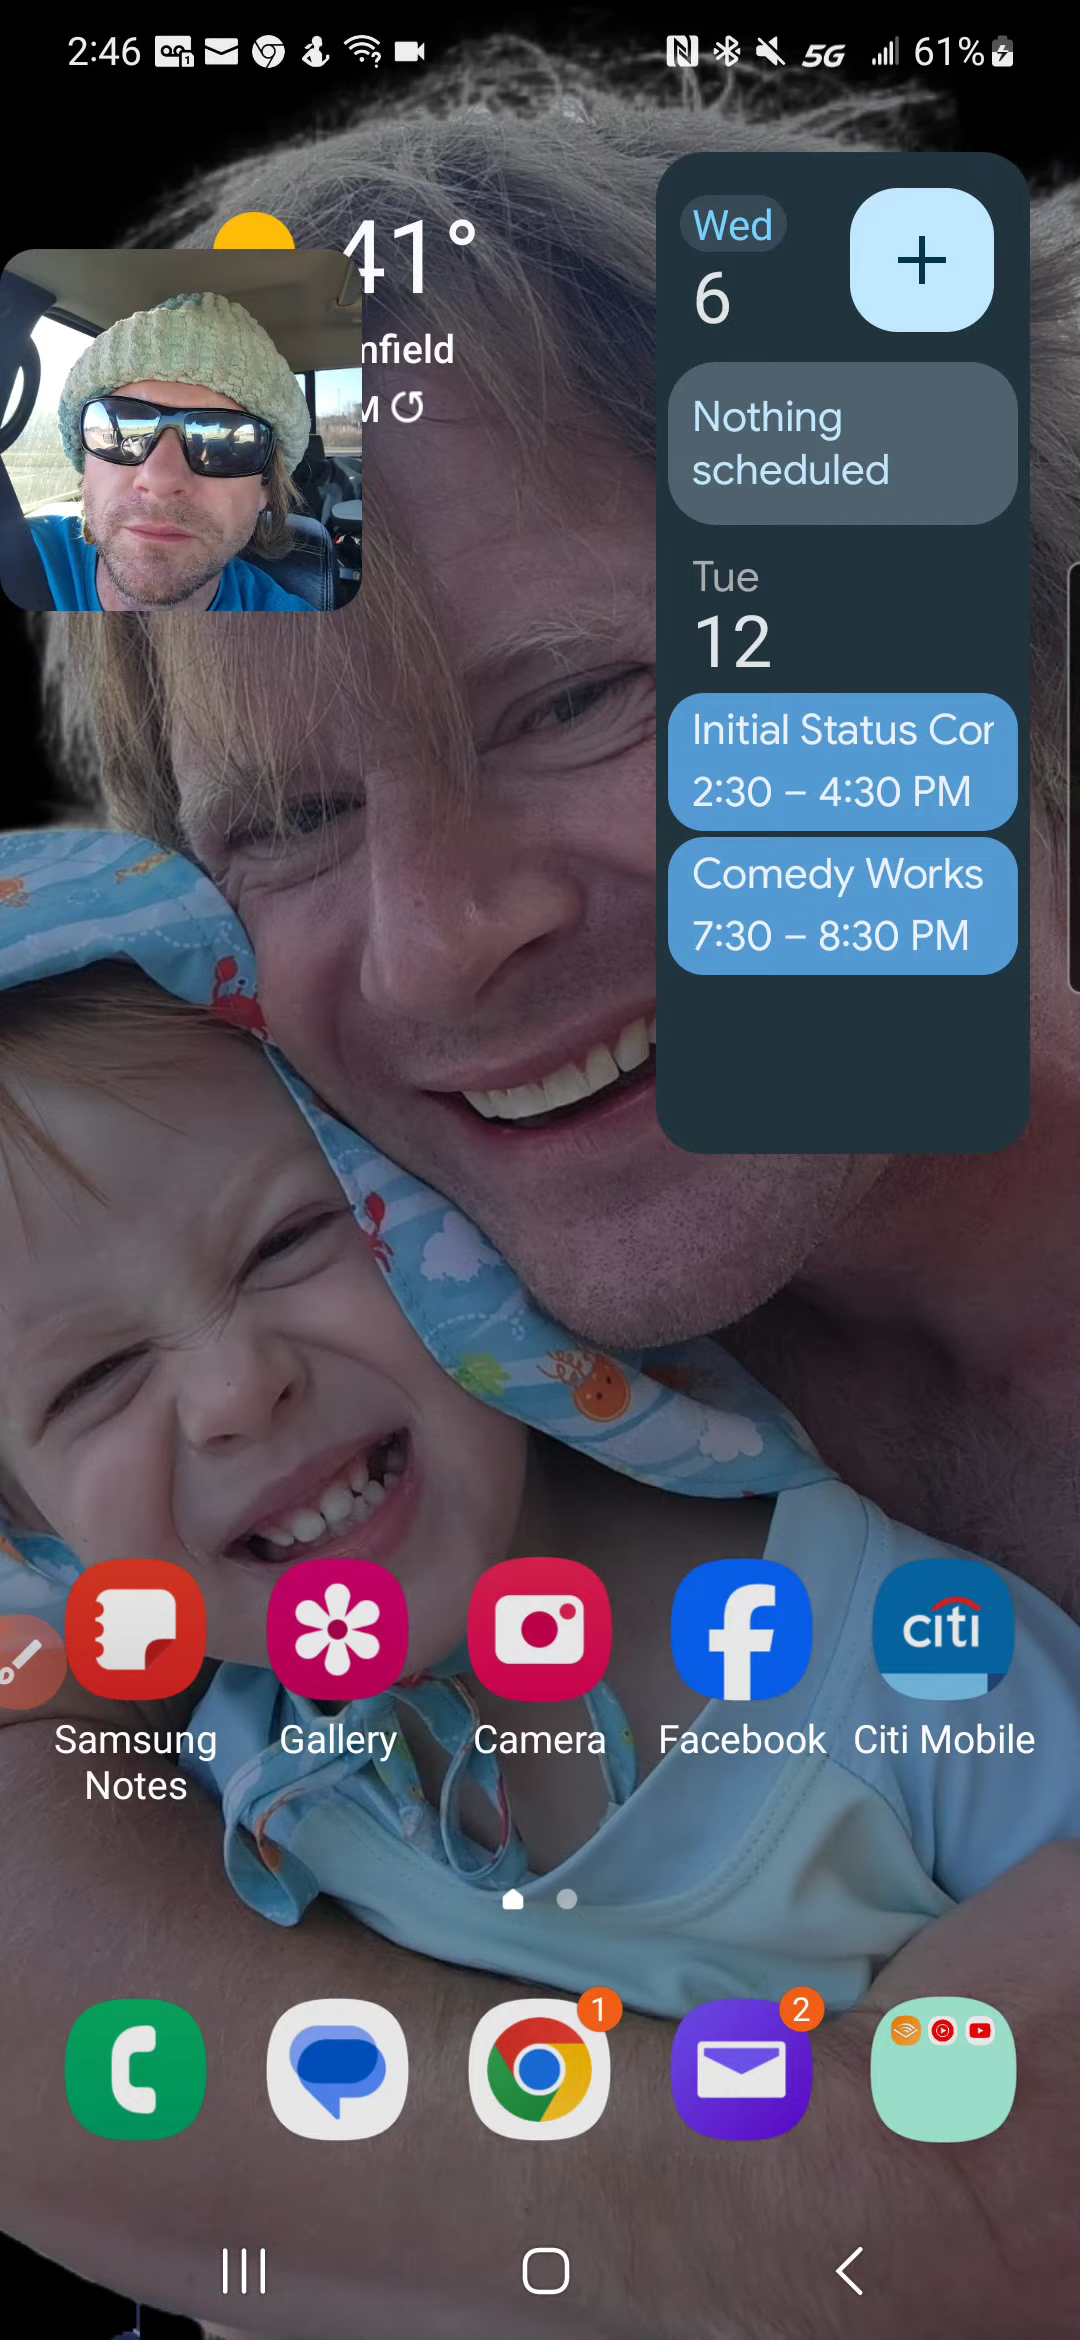 2:46
5G
61%
41°
nfield
M
Wed
6
Nothing
scheduled
Tue
12
Initial Status Cor
2:30 – 4:30 PM
Comedy Works
7:30 – 8:30 PM
citi
Samsung
Notes
Gallery
Camera
Facebook
Citi Mobile
1
2